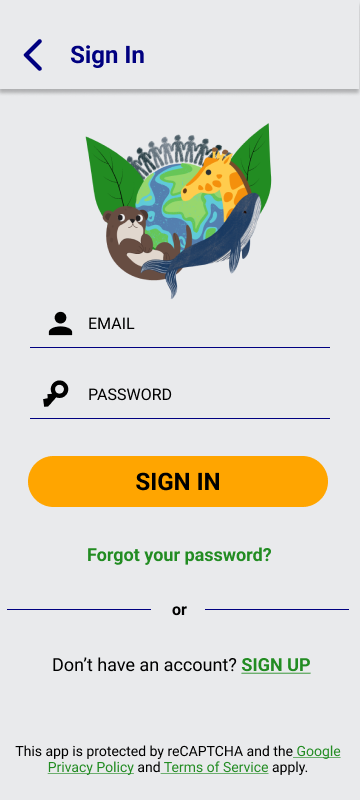 Sign In
EMAIL
PASSWORD
SIGN IN
Forgot your password?
or
Don’t have an account? SIGN UP
This app is protected by reCAPTCHA and the Google
Privacy Policy and Terms of Service apply.